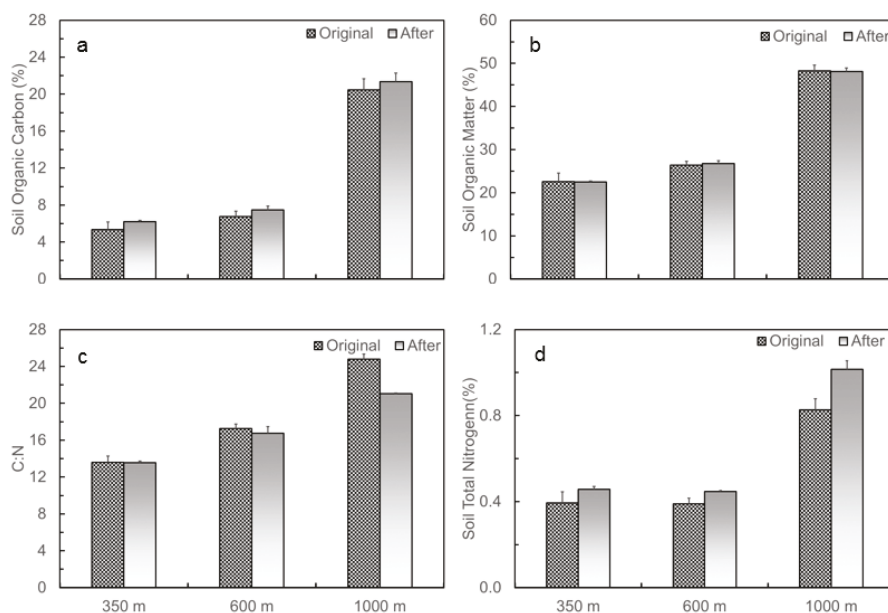 28
24
20
16
12
8
4
0
Soil Organic Carbon (%)
a
Original After
60
50
40
30
20
10
0
Soil Organic Matter (%)
b
Original After
28
24
20
16
12
8
4
0
C:N
c
Original After
350 m 600 m 1000 m
1.2
0.8
0.4
0.0
Soil Total Nitrogenn(%)
d
Original After
350 m 600 m 1000 m